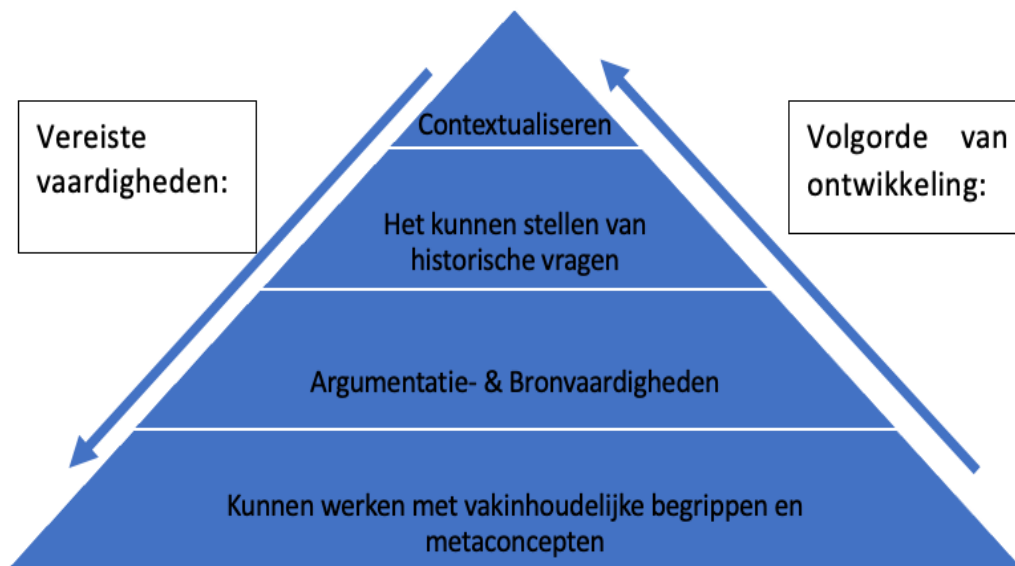 Vereiste
vaardigheden:
Contextualiseren
Volgorde van
ontwikkeling:
Het kunnen stellen van
historische vragen
Argumentatie- & Bronvaardigheden
Kunnen werken met vakinhoudelijke begrippen en
metaconcepten